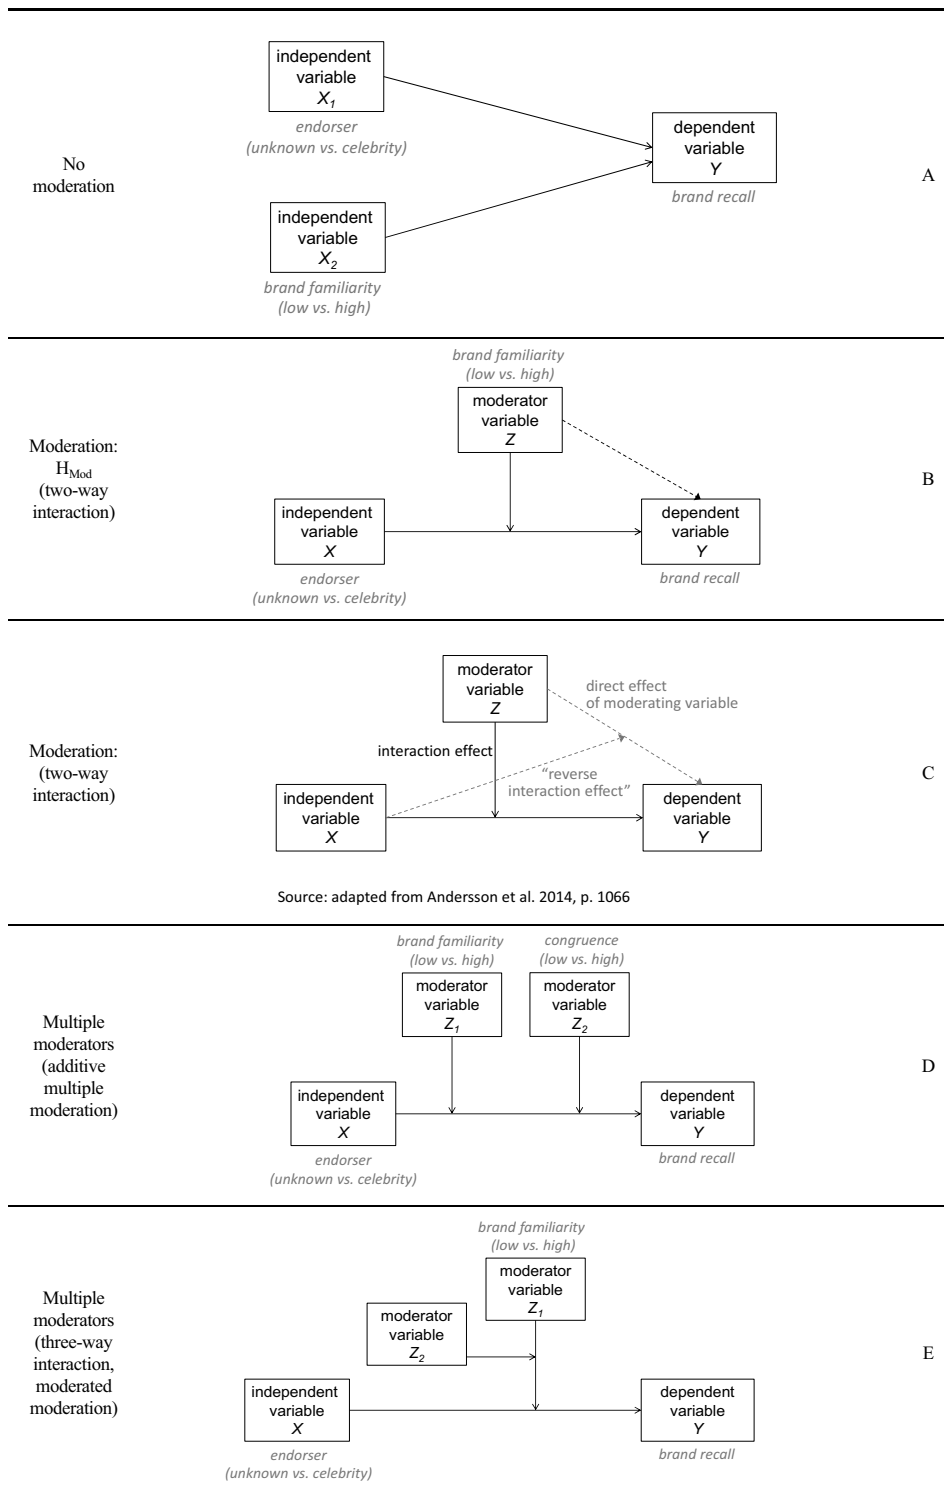 independent
variable
X1
endorser
(unknown vs. celebrity)
dependent
variable
Y
brand recall
No
moderation
A
independent
variable
X2
brand familiarity
(low vs. high)
brand familiarity
(low vs. high)
moderator
variable
Z
Moderation:
HMod
(two-way
interaction)
B
independent
variable
X
endorser
(unknown vs. celebrity)
dependent
variable
Y
brand recall
moderator
variable
Z
direct effect
of moderating variable
interaction effect
"reverse
interaction effect"
Moderation:
(two-way
interaction)
C
independent
variable
X
dependent
variable
Y
Source: adapted from Andersson et al. 2014, p. 1066
brand familiarity
(low vs. high)
congruence
(low vs. high)
moderator
variable
Z1
moderator
variable
Z2
Multiple
moderators
(additive
multiple
moderation)
D
independent
variable
X
endorser
(unknown vs. celebrity)
dependent
variable
Y
brand recall
brand familiarity
(low vs. high)
moderator
variable
Z1
moderator
variable
Z2
Multiple
moderators
(three-way
interaction,
moderated
moderation)
E
independent
variable
X
endorser
(unknown vs. celebrity)
dependent
variable
Y
brand recall